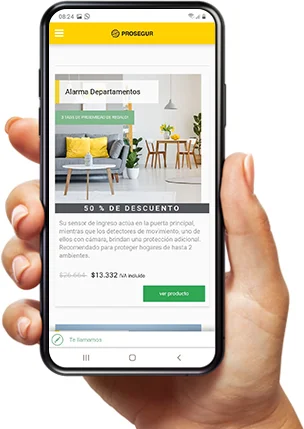 08:24
PROSEGUR
Alarma Departamentos
50 % DE DESCUENTO
Su sensor de ingreso actúa en la puerta principal,
mientras que los detectores de movimiento, uno de
ellos con cámara, brindan una protección adicional.
Recomendado para proteger hogares de hasta 2
ambientes.
$26.664 $13.332 IVA incluido
ver producto
Te llamamos